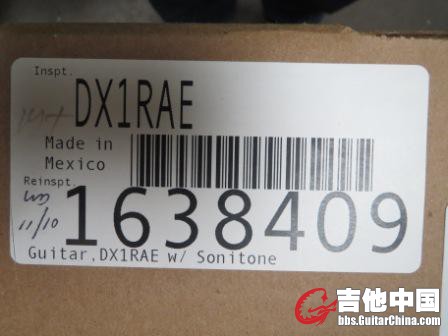 Inspt.
DX1RAE
Made in
Mexico
Reinspt.
11/10
1638409
Guitar,DX1RAE w/ Sonitone
吉他中国
bbs.GuitarChina.com